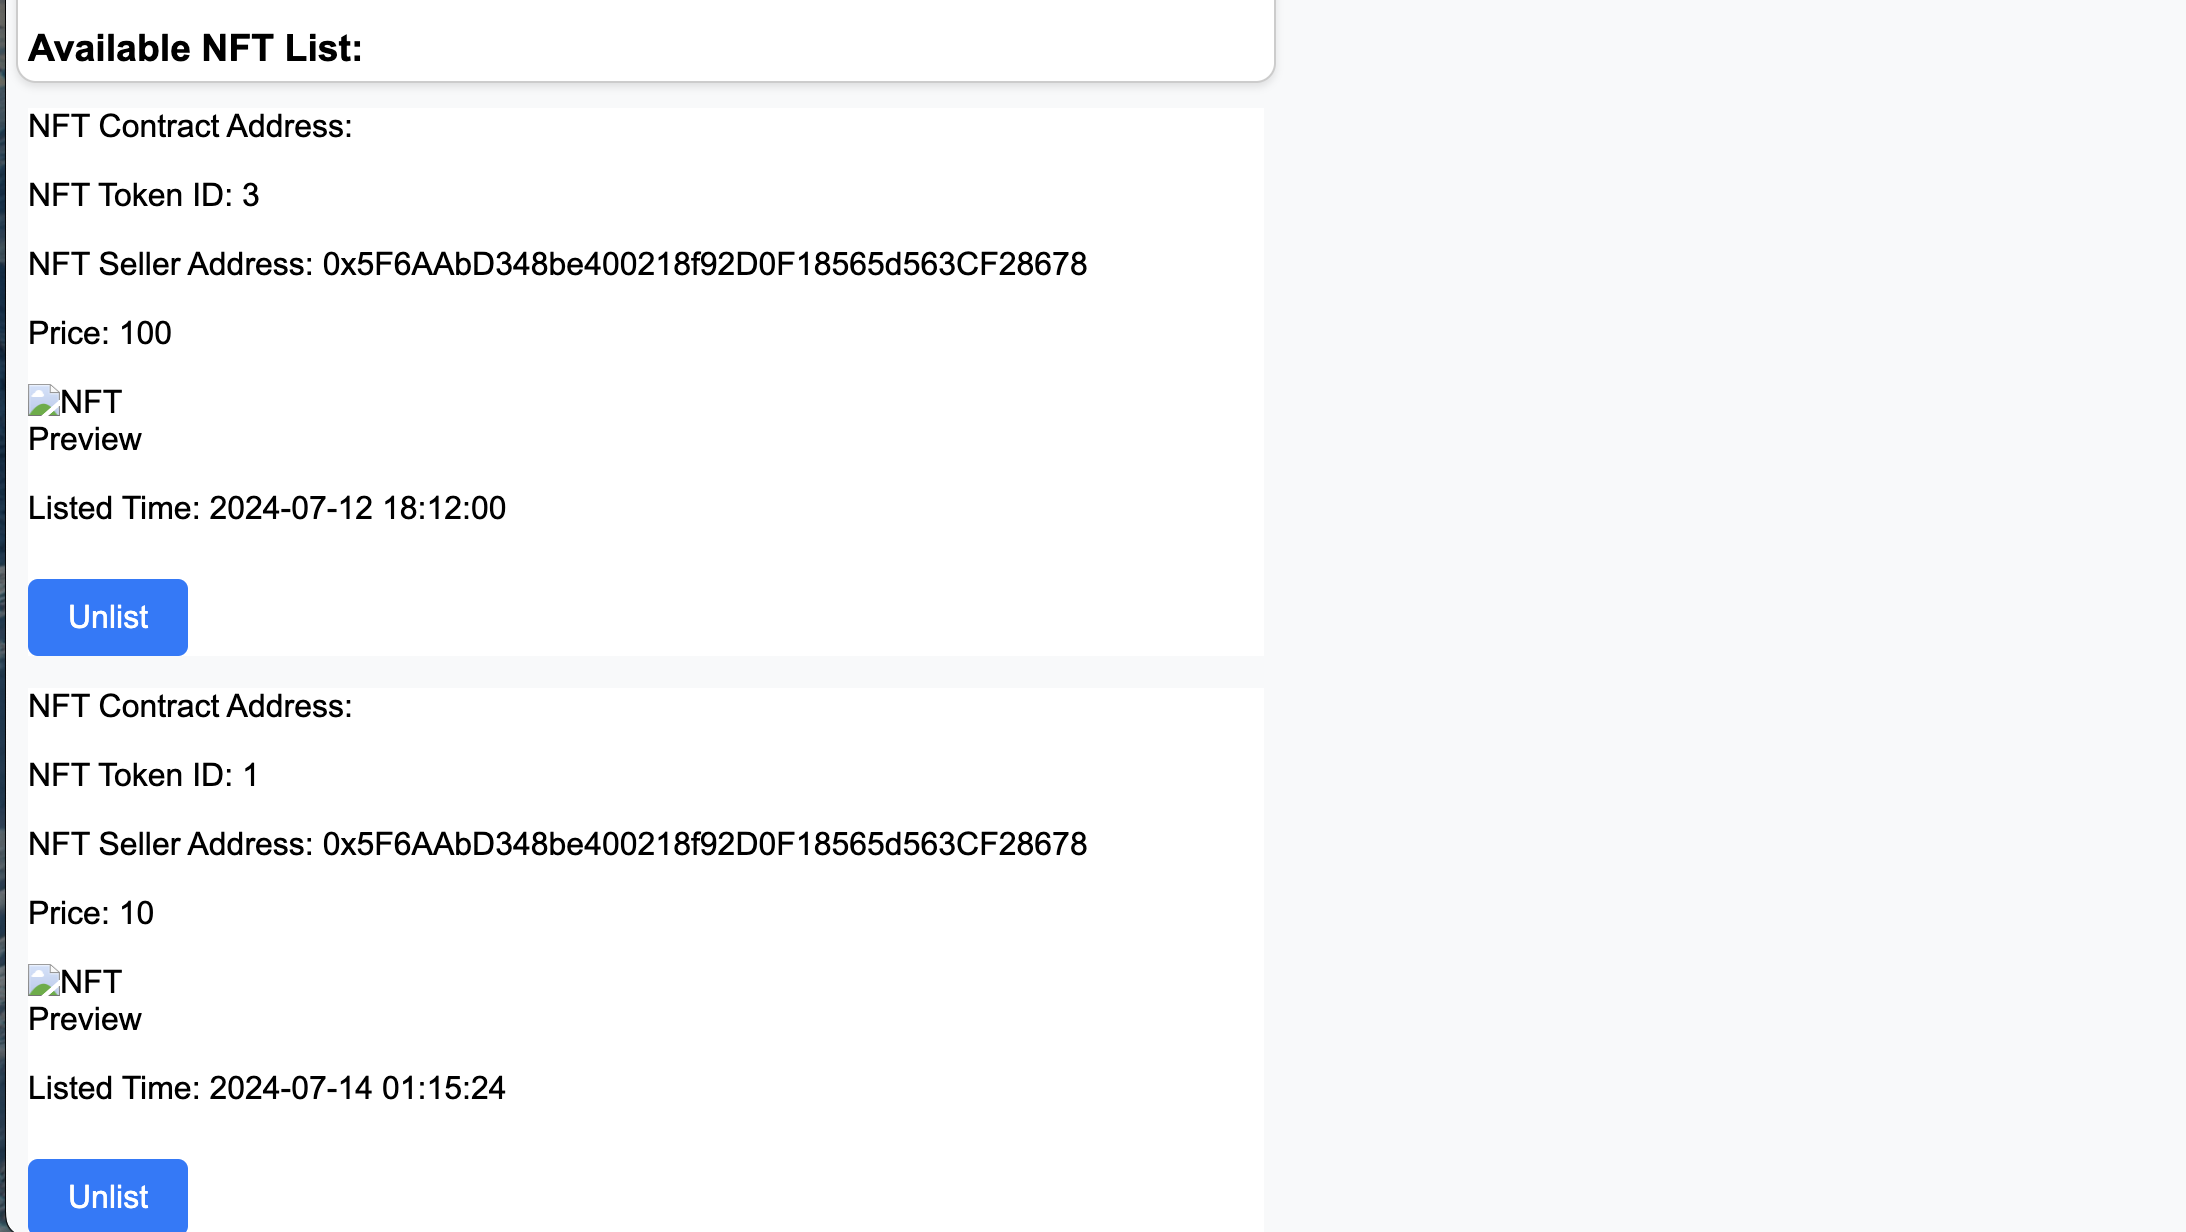 Available NFT List:
NFT Contract Address:
NFT Token ID: 3
NFT Seller Address: 0x5F6AAbD348be400218f92D0F18565d563CF28678
Price: 100
NFT
Preview
Listed Time: 2024-07-12 18:12:00
Unlist
NFT Contract Address:
NFT Token ID: 1
NFT Seller Address: 0x5F6AAbD348be400218f92D0F18565d563CF28678
Price: 10
NFT
Preview
Listed Time: 2024-07-14 01:15:24
Unlist